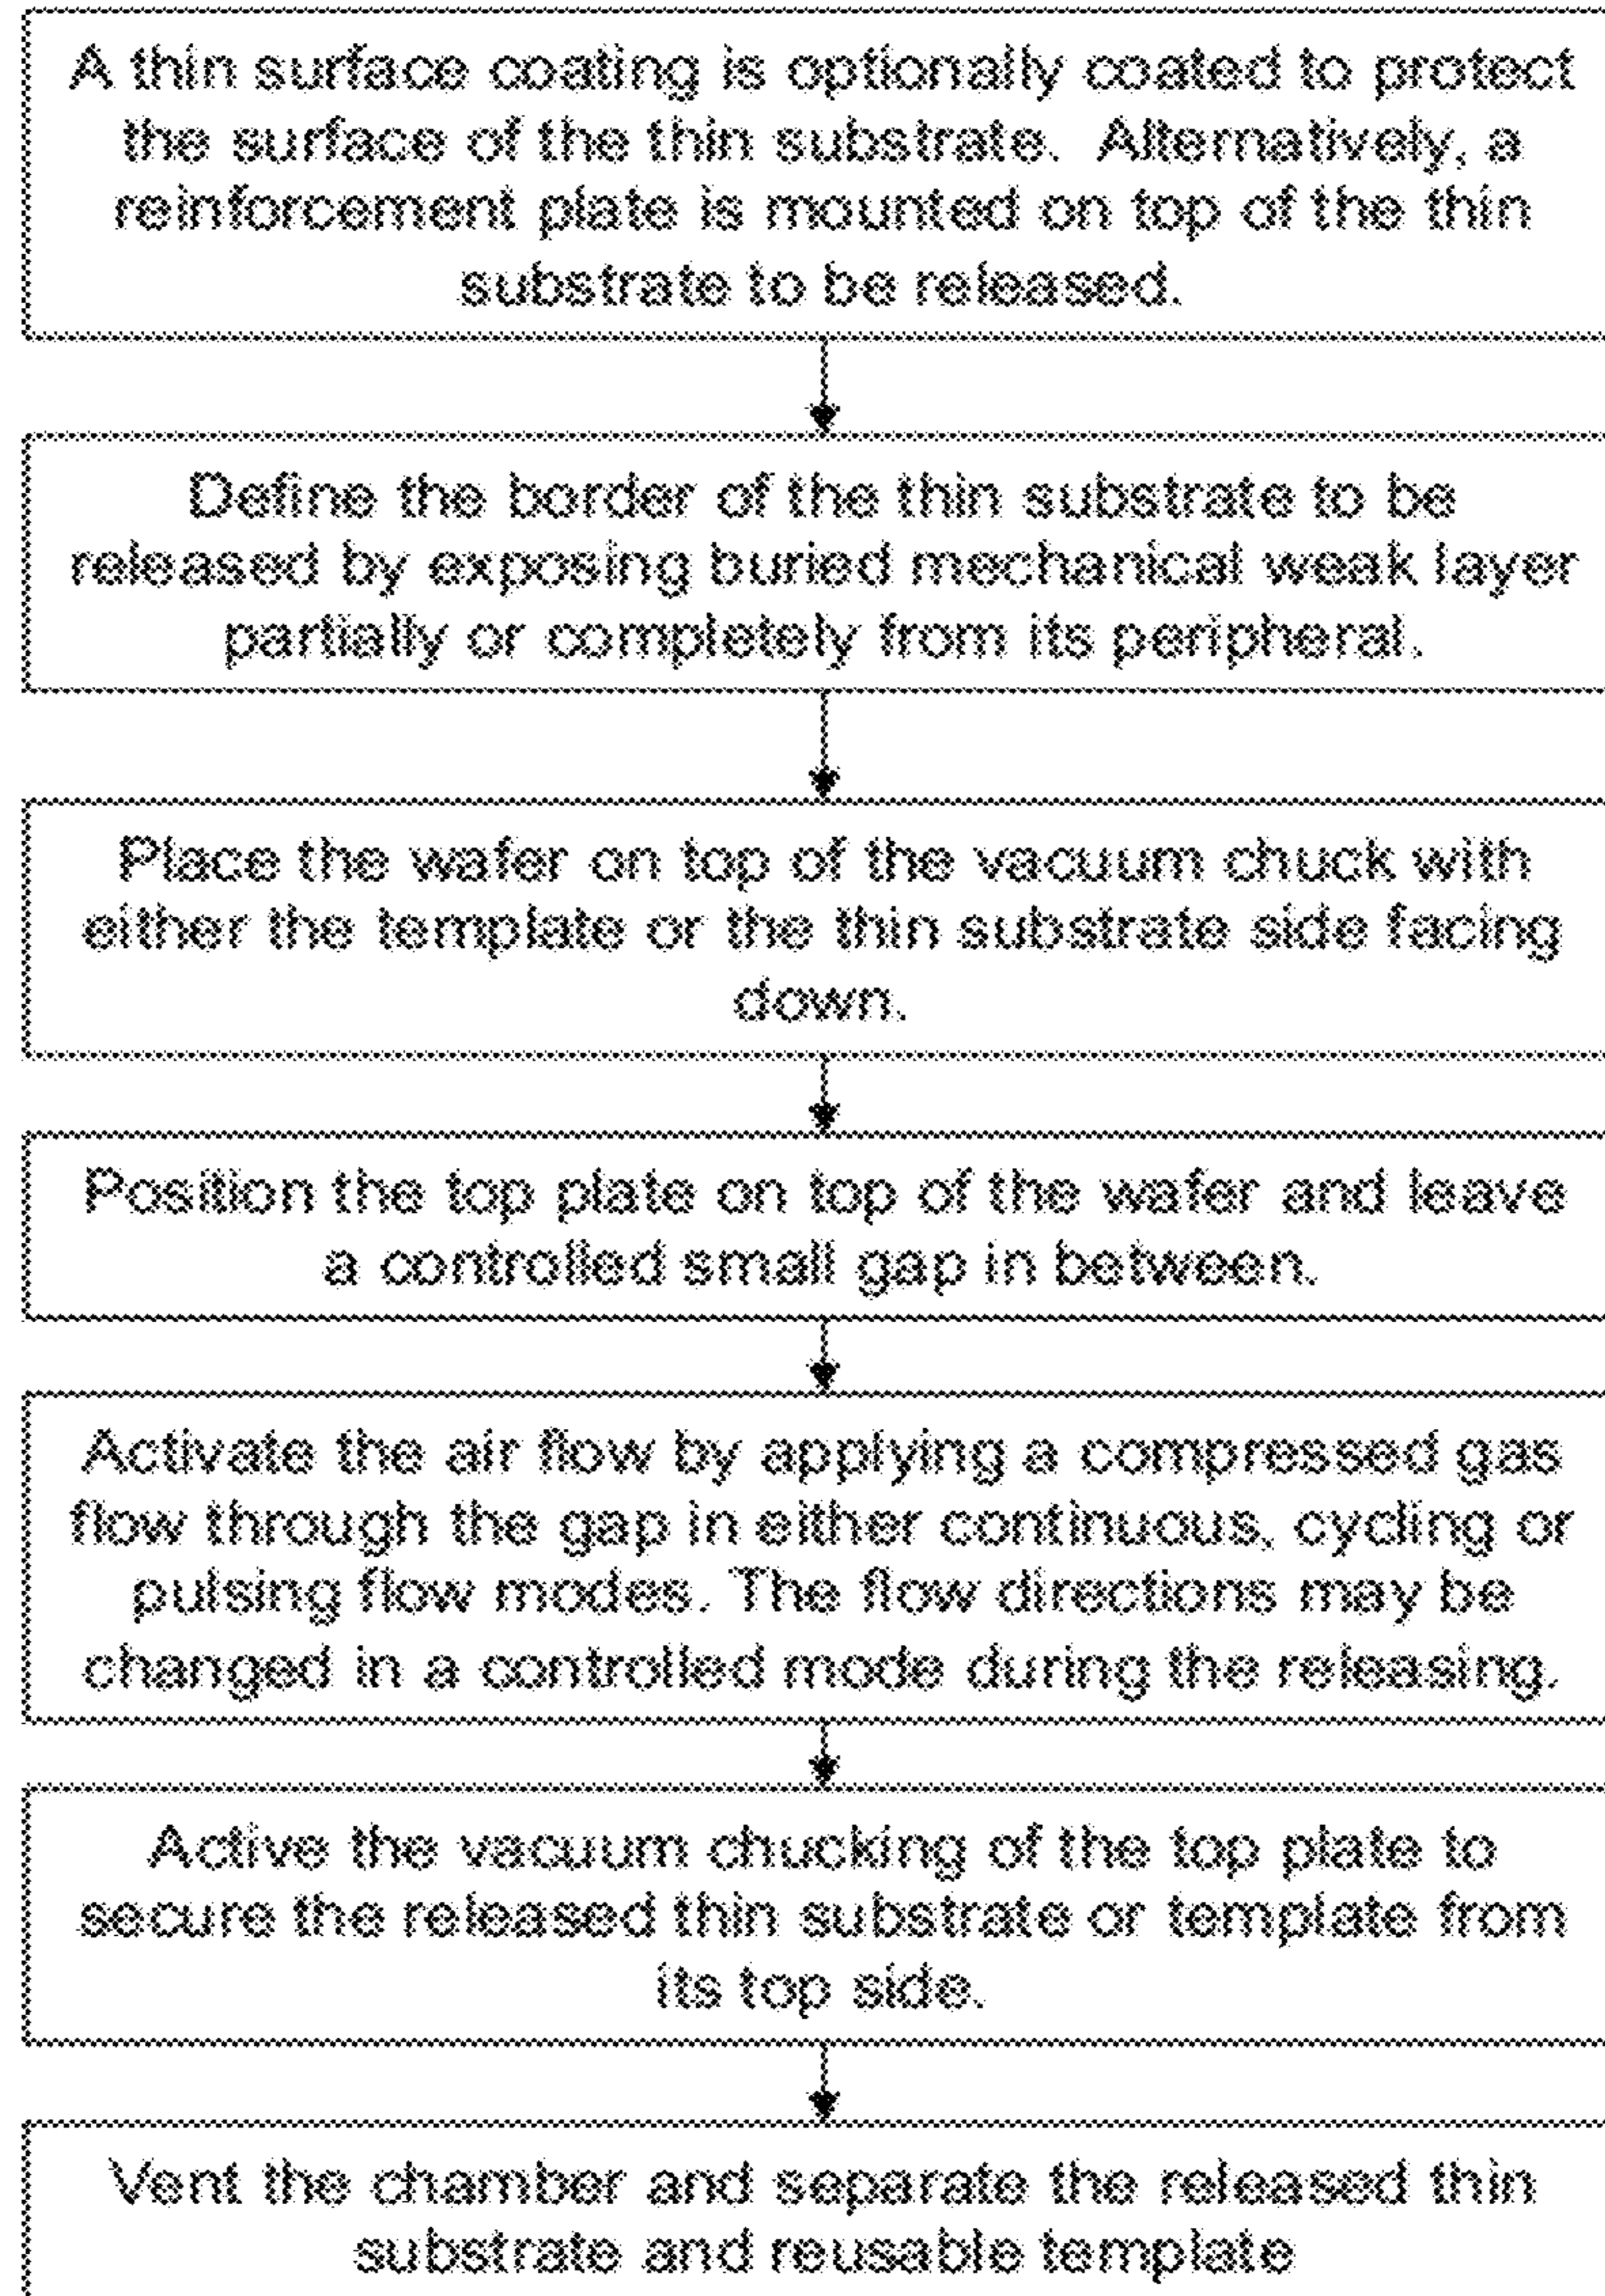 A thin surface coating is optionally coated to protect
the surface of the thin substrate.  Alternatively, a
reinforcement plate is mounted on top of the thin
substrate to be released.
Define the border of the thin substrate to be
released by exposing buried mechanical weak layer
partially or completely from its peripheral.
Place the wafer on top of the vacuum chuck with
either the template or the thin substrate side facing
down.
Position the top plate on top of the wafer and leave
a controlled small gap in between.
Activate the air flow by applying a compressed gas
flow through the gap in either continuous, cycling or
pulsing flow modes. The flow directions may be
changed in a controlled mode during the releasing.
Active the vacuum chucking of the top plate to
secure the released thin substrate or template from
its top side.
Vent the chamber and separate the released thin
substrate and reusable template